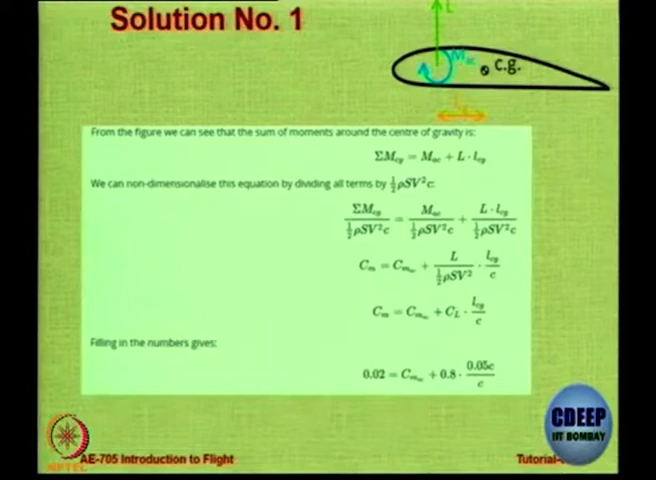 Solution No. 1
L
M_ac
c.g.
From the figure we can see that the sum of moments around the centre of gravity is:
ΣM_cg = M_ac + L · l_cg
We can non-dimensionalise this equation by dividing all terms by ½ρSV²c:
ΣM_cg / ½ρSV²c = M_ac / ½ρSV²c + L · l_cg / ½ρSV²c
C_m = C_m_ac + L / ½ρSV² · l_cg / c
C_m = C_m_ac + C_L · l_cg / c
Filling in the numbers gives:
0.02 = C_m_ac + 0.8 · 0.05c / c
CDEEP
IIT BOMBAY
NPTEL
AE-705 Introduction to Flight